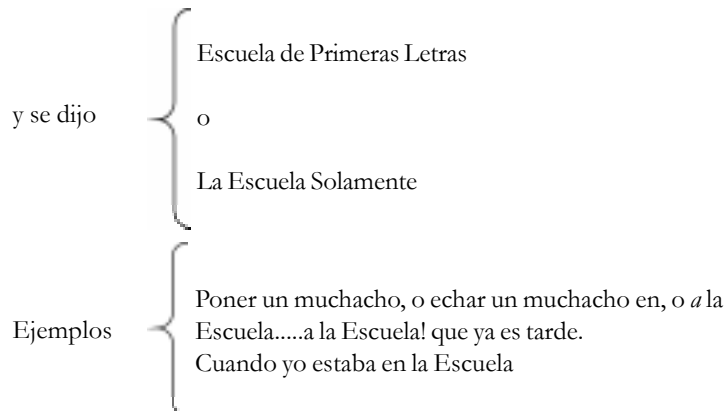 Escuela de Primeras Letras
y se dijo
o
La Escuela Solamente
Poner un muchacho, o echar un muchacho en, o a la
Ejemplos
Escuela.....a la Escuela! que ya es tarde.
Cuando yo estaba en la Escuela